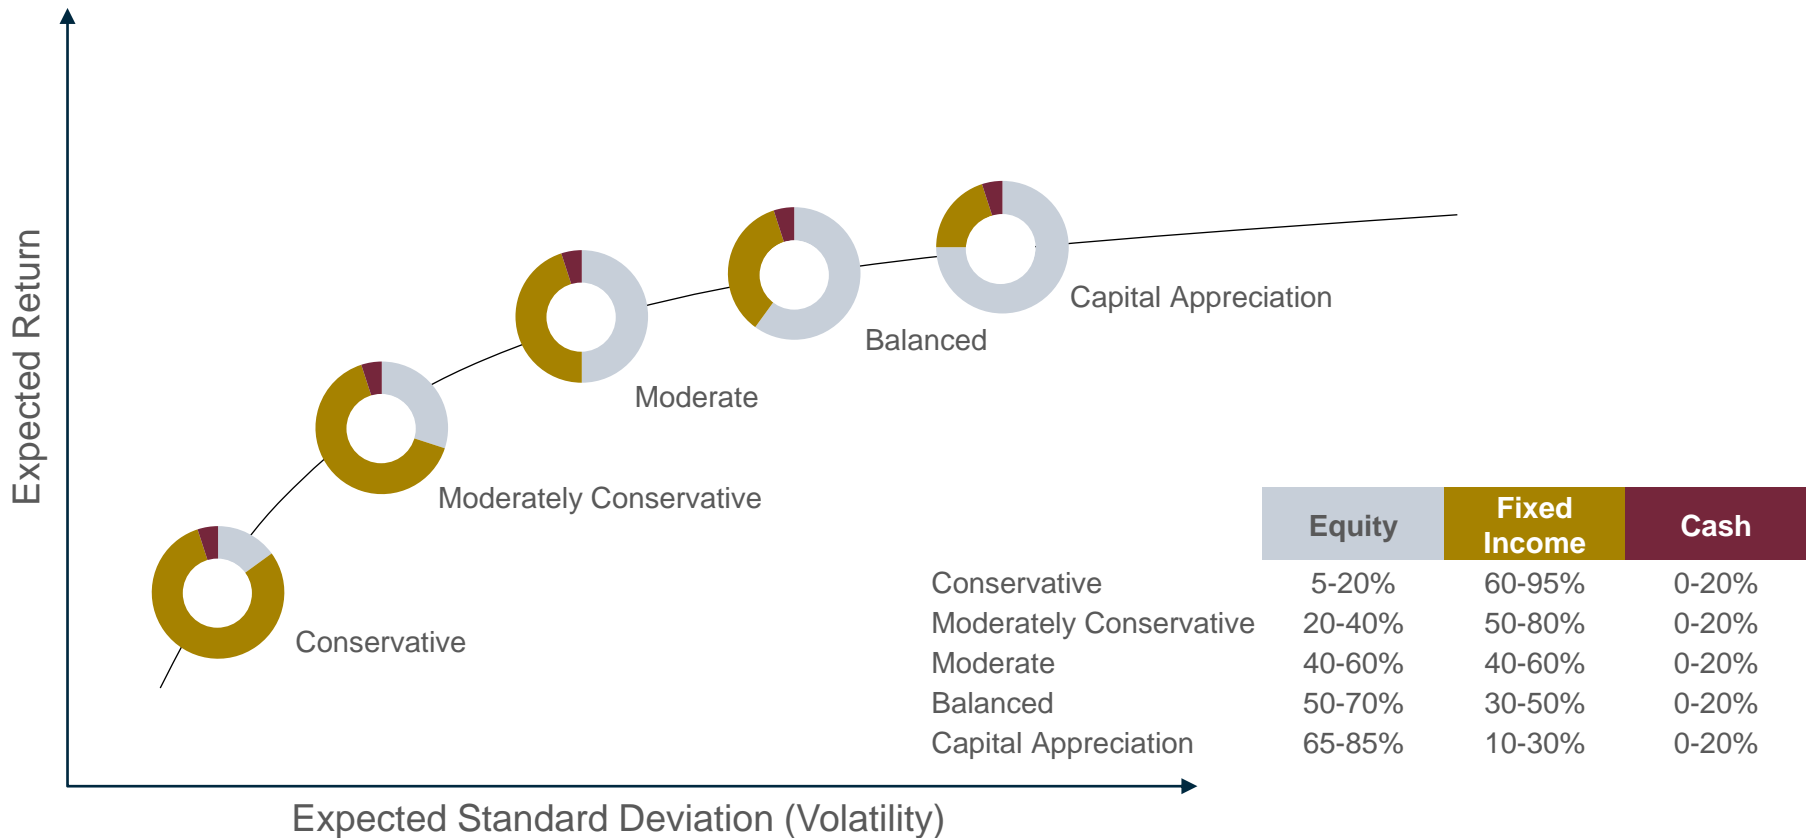 Expected Return
Capital Appreciation
Balanced
Moderate
Moderately Conservative
Conservative
Equity Fixed Income Cash
Conservative 5-20% 60-95% 0-20%
Moderately Conservative 20-40% 50-80% 0-20%
Moderate 40-60% 40-60% 0-20%
Balanced 50-70% 30-50% 0-20%
Capital Appreciation 65-85% 10-30% 0-20%
Expected Standard Deviation (Volatility)